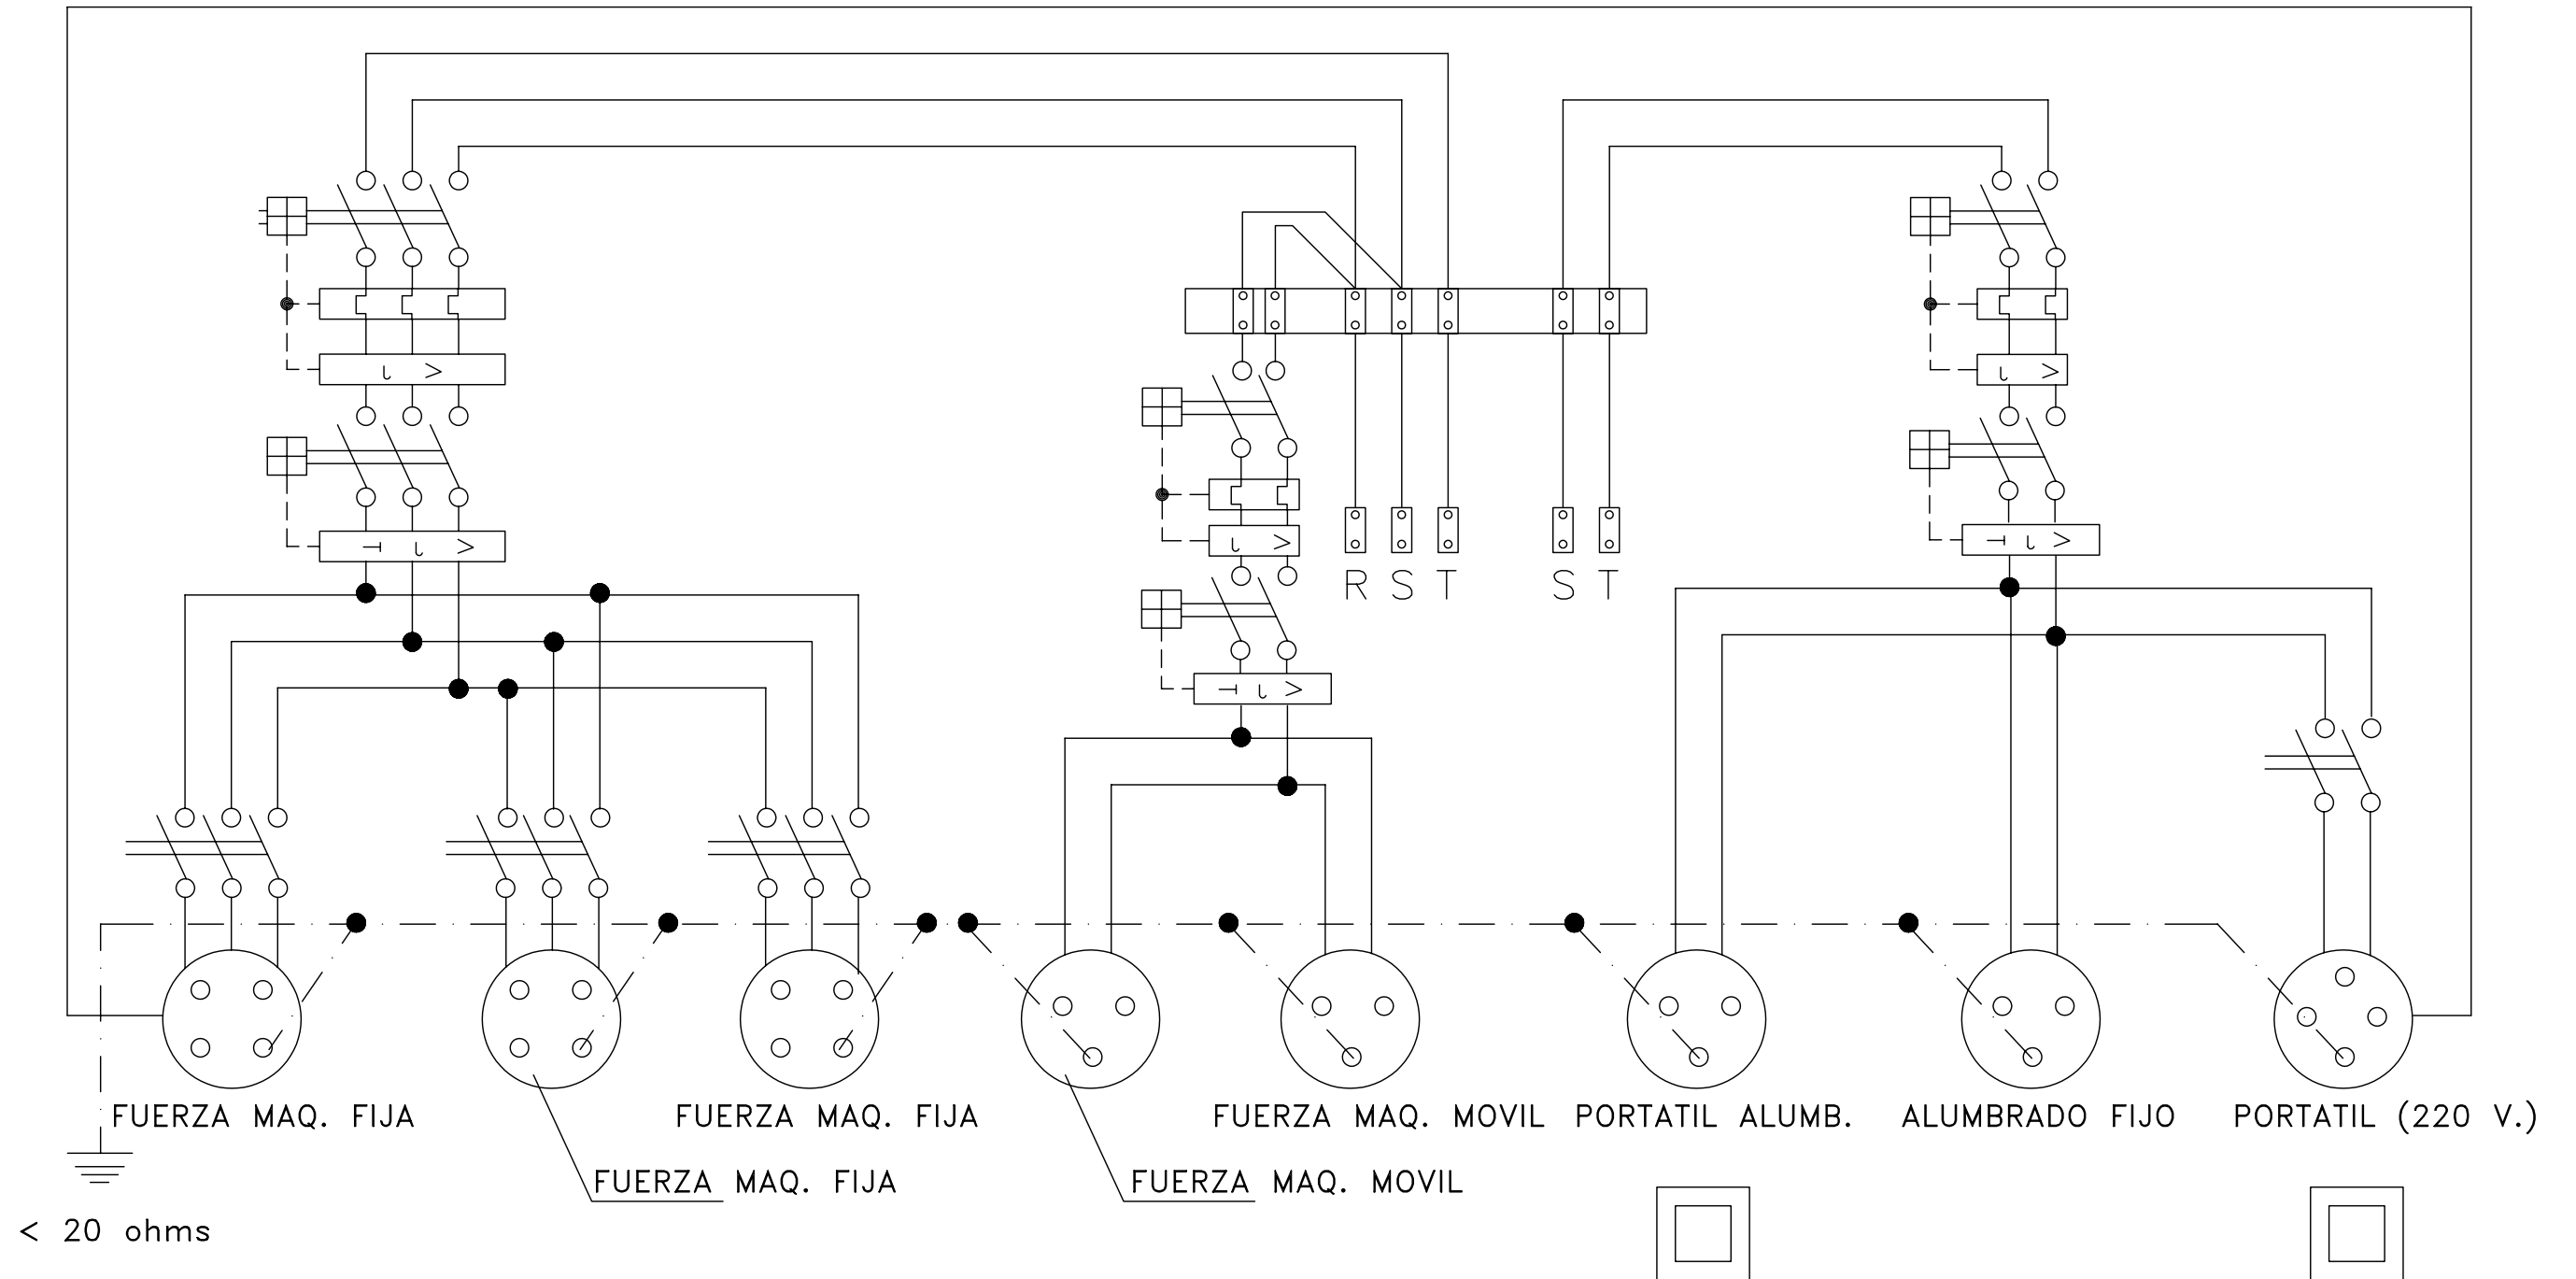 R S T S T
FUERZA MAQ. FIJA
FUERZA MAQ. FIJA
FUERZA MAQ. MOVIL
PORTATIL ALUMB.
ALUMBRADO FIJO
PORTATIL (220 V.)
FUERZA MAQ. FIJA
FUERZA MAQ. MOVIL
< 20 ohms